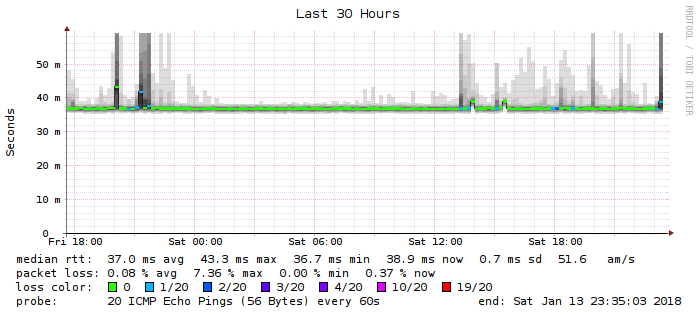 Last 30 Hours
RRDTOOL / TOBI OETIKER
Seconds
50 m
40 m
30 m
20 m
10 m
0
Fri 18:00 Sat 00:00 Sat 06:00 Sat 12:00 Sat 18:00
median rtt: 37.0 ms avg 43.3 ms max 36.7 ms min 38.9 ms now 0.7 ms sd 51.6 am/s
packet loss: 0.08 % avg 7.36 % max 0.00 % min 0.37 % now
loss color: 0 1/20 2/20 3/20 4/20 10/20 19/20
probe: 20 ICMP Echo Pings (56 Bytes) every 60s end: Sat Jan 13 23:35:03 2018